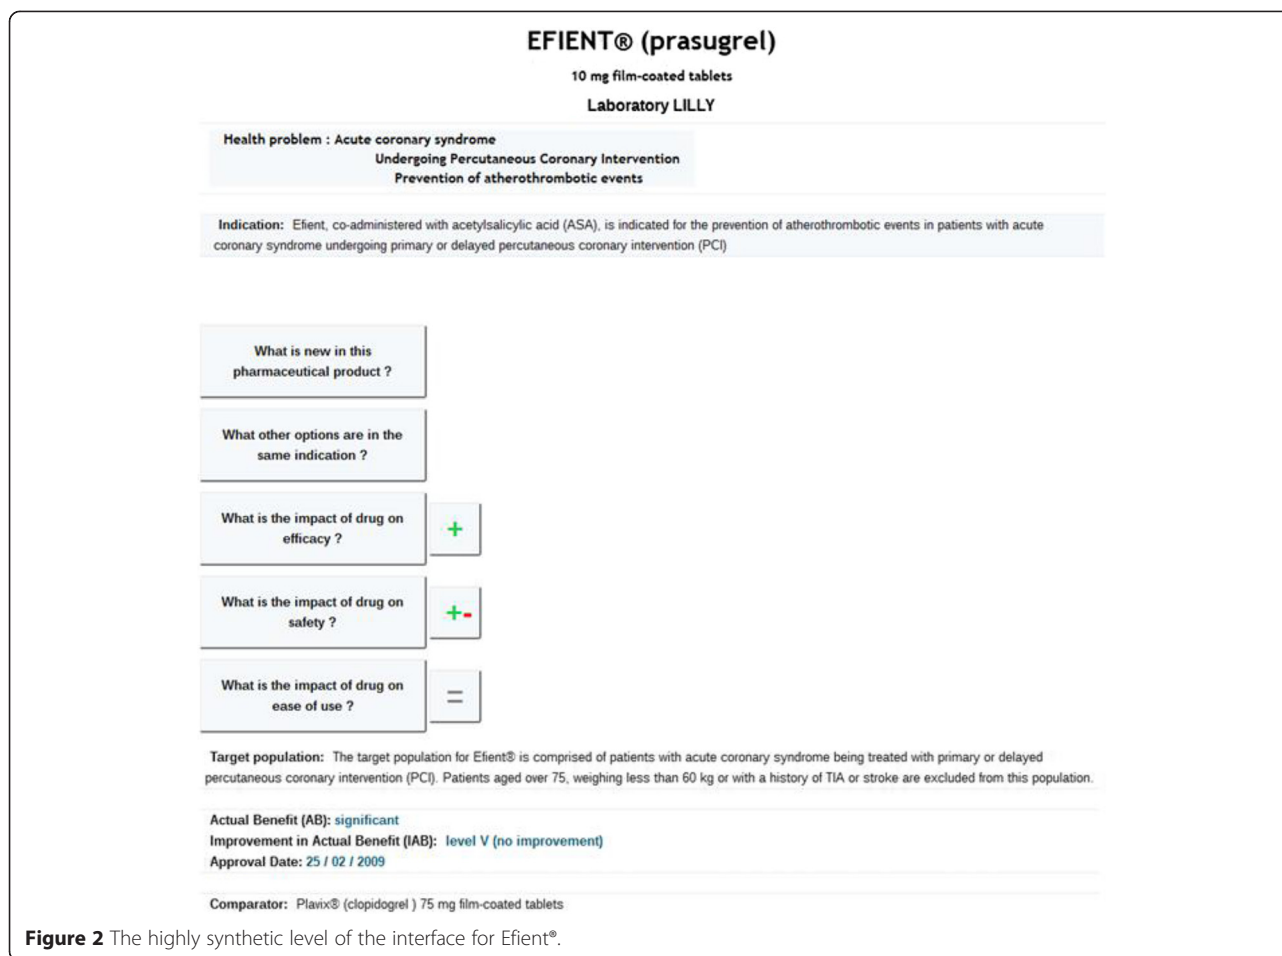 EFIENT® (prasugrel)
10 mg film-coated tablets
Laboratory LILLY
Health problem : Acute coronary syndrome
Undergoing Percutaneous Coronary Intervention
Prevention of atherothrombotic events
Indication: Efient, co-administered with acetylsalicylic acid (ASA), is indicated for the prevention of atherothrombotic events in patients with acute
coronary syndrome undergoing primary or delayed percutaneous coronary intervention (PCI)
What is new in this
pharmaceutical product ?
What other options are in the
same indication ?
What is the impact of drug on
efficacy ?
+
What is the impact of drug on
safety ?
+-
What is the impact of drug on
ease of use ?
=
Target population: The target population for Efient® is comprised of patients with acute coronary syndrome being treated with primary or delayed
percutaneous coronary intervention (PCI). Patients aged over 75, weighing less than 60 kg or with a history of TIA or stroke are excluded from this population.
Actual Benefit (AB): significant
Improvement in Actual Benefit (IAB): level V (no improvement)
Approval Date: 25 / 02 / 2009
Comparator: Plavix® (clopidogrel ) 75 mg film-coated tablets
Figure 2 The highly synthetic level of the interface for Efient®.